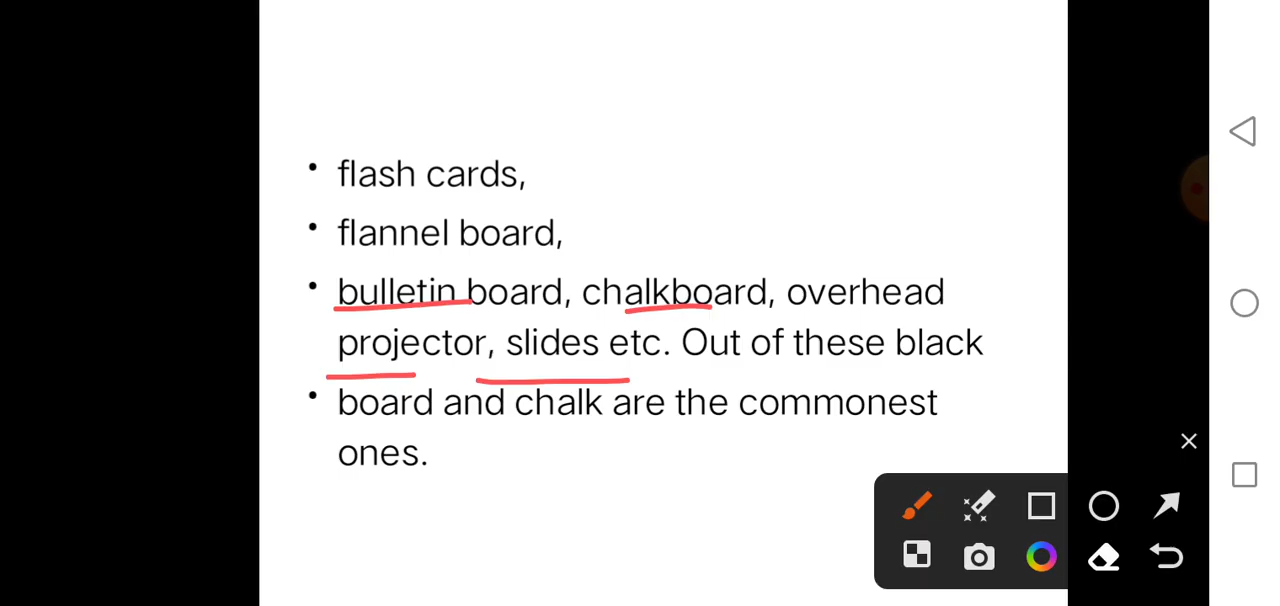 • flash cards,
• flannel board,
• bulletin board, chalkboard, overhead
projector, slides etc. Out of these black
• board and chalk are the commonest
ones.